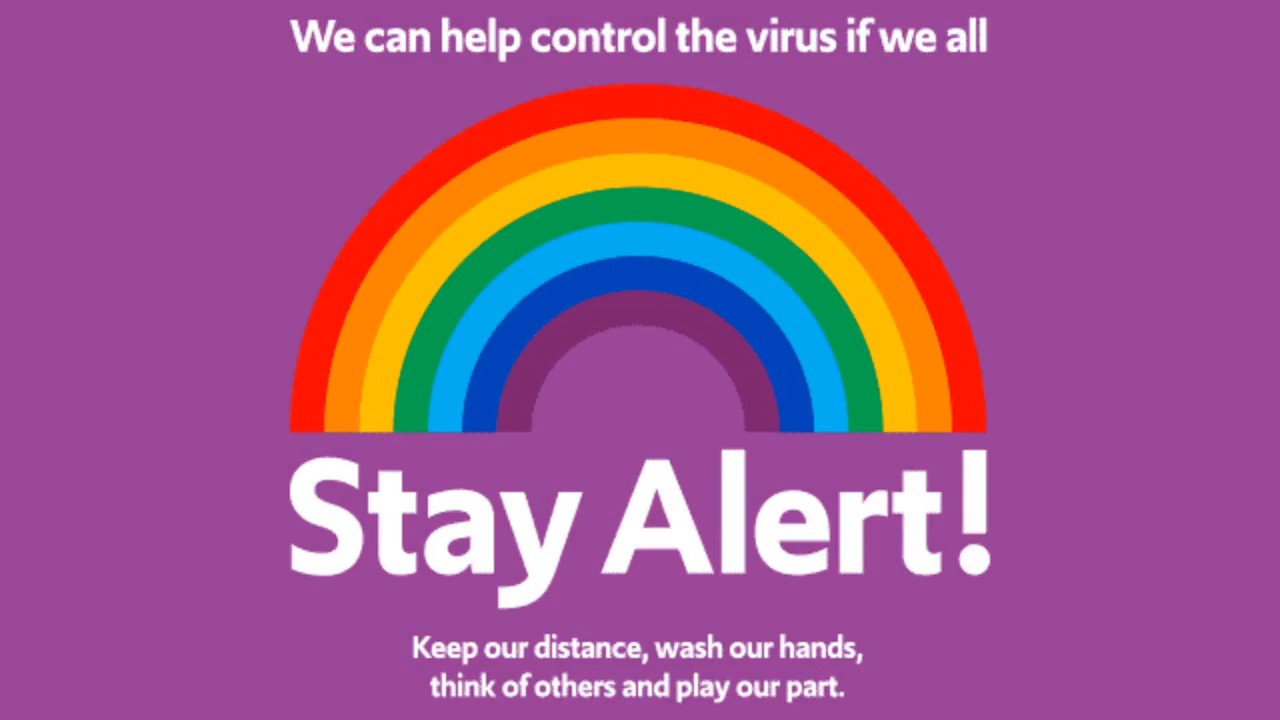 We can help control the virus if we all
Stay Alert!
Keep our distance, wash our hands,
think of others and play our part.